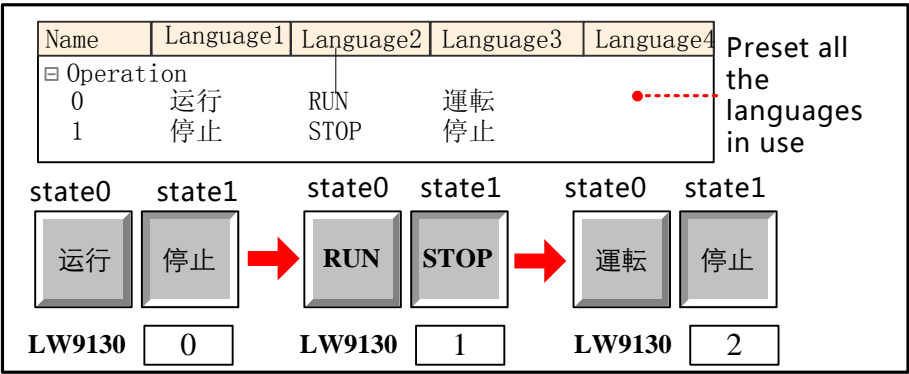 Name Language1 Language2 Language3 Language4
Operation
0 运行 RUN 運転
1 停止 STOP 停止
Preset all
the
languages
in use
state0 state1 state0 state1 state0 state1
运行 停止 RUN STOP 運転 停止
LW9130 0 LW9130 1 LW9130 2